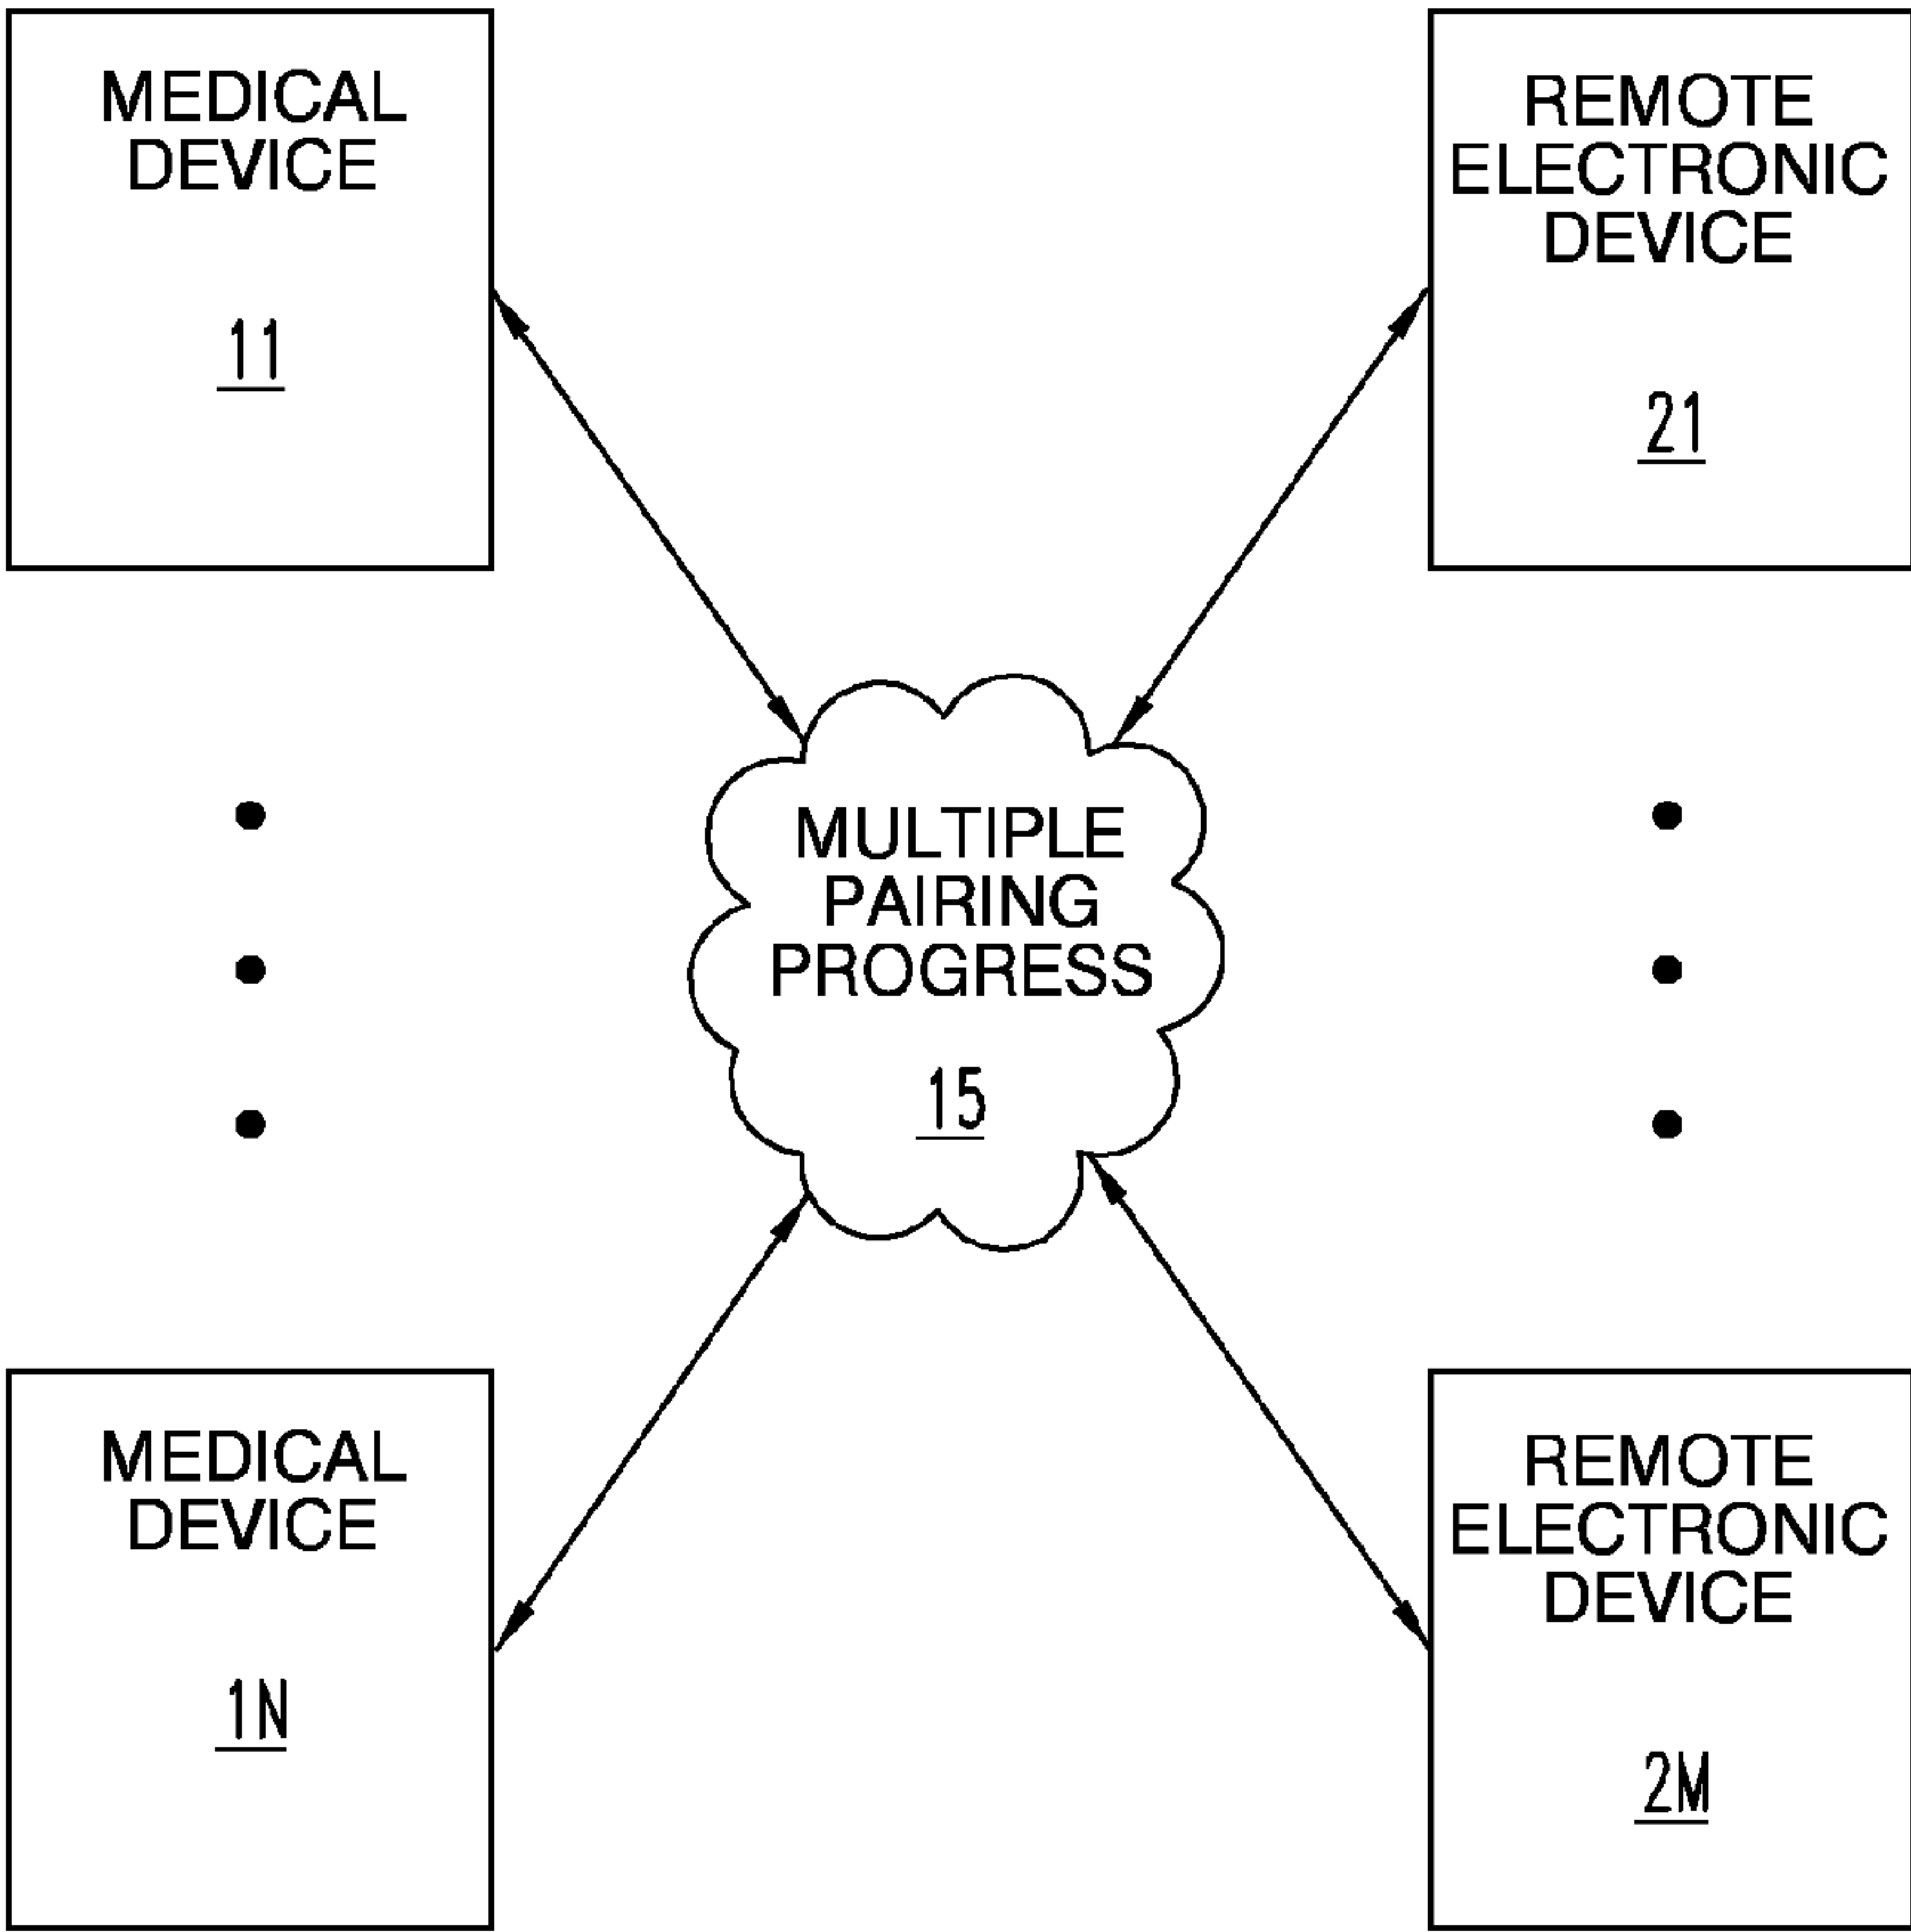 MEDICAL
DEVICE
11
REMOTE
ELECTRONIC
DEVICE
21
MULTIPLE
PAIRING
PROGRESS
15
MEDICAL
DEVICE
1N
REMOTE
ELECTRONIC
DEVICE
2M